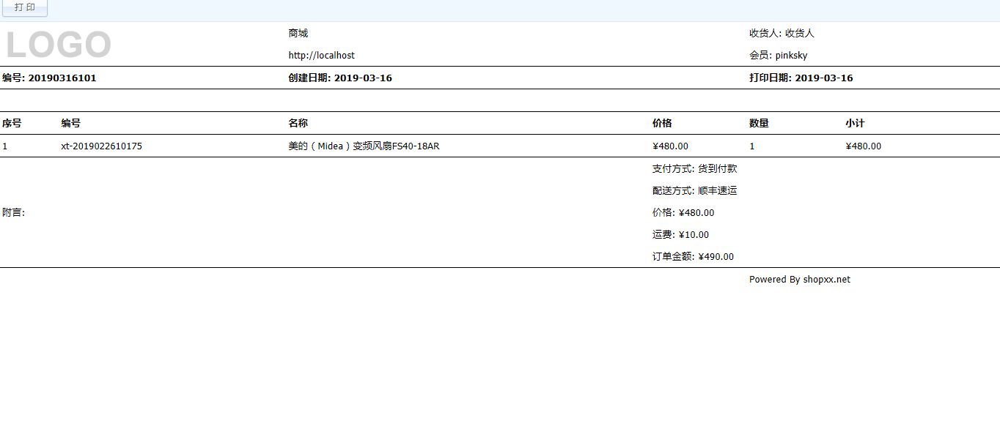 打 印
LOGO
商城
收货人: 收货人
http://localhost
会员: pinksky
编号: 20190316101 创建日期: 2019-03-16 打印日期: 2019-03-16
序号 编号 名称 价格 数量 小计
1 xt-2019022610175 美的（Midea）变频风扇FS40-18AR ¥480.00 1 ¥480.00
附言:
支付方式: 货到付款
配送方式: 顺丰速运
价格: ¥480.00
运费: ¥10.00
订单金额: ¥490.00
Powered By shopxx.net